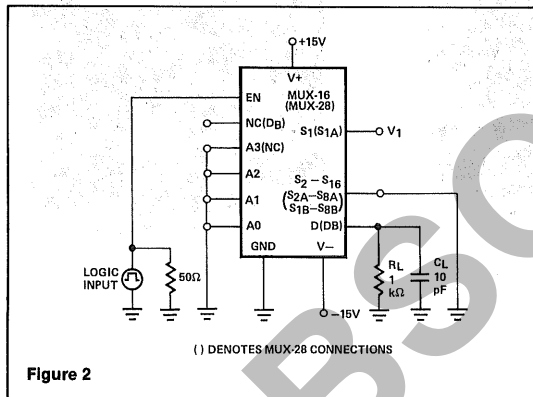 +15V
V+
EN
MUX-16
(MUX-28)
NC(DB)
S1(S1A)
V1
A3(NC)
A2
S2 – S16
(S2A–S8A)
(S1B–S8B)
A1
A0
D(DB)
GND
V–
LOGIC
INPUT
50Ω
RL
1
kΩ
CL
10
pF
–15V
( ) DENOTES MUX-28 CONNECTIONS
Figure 2